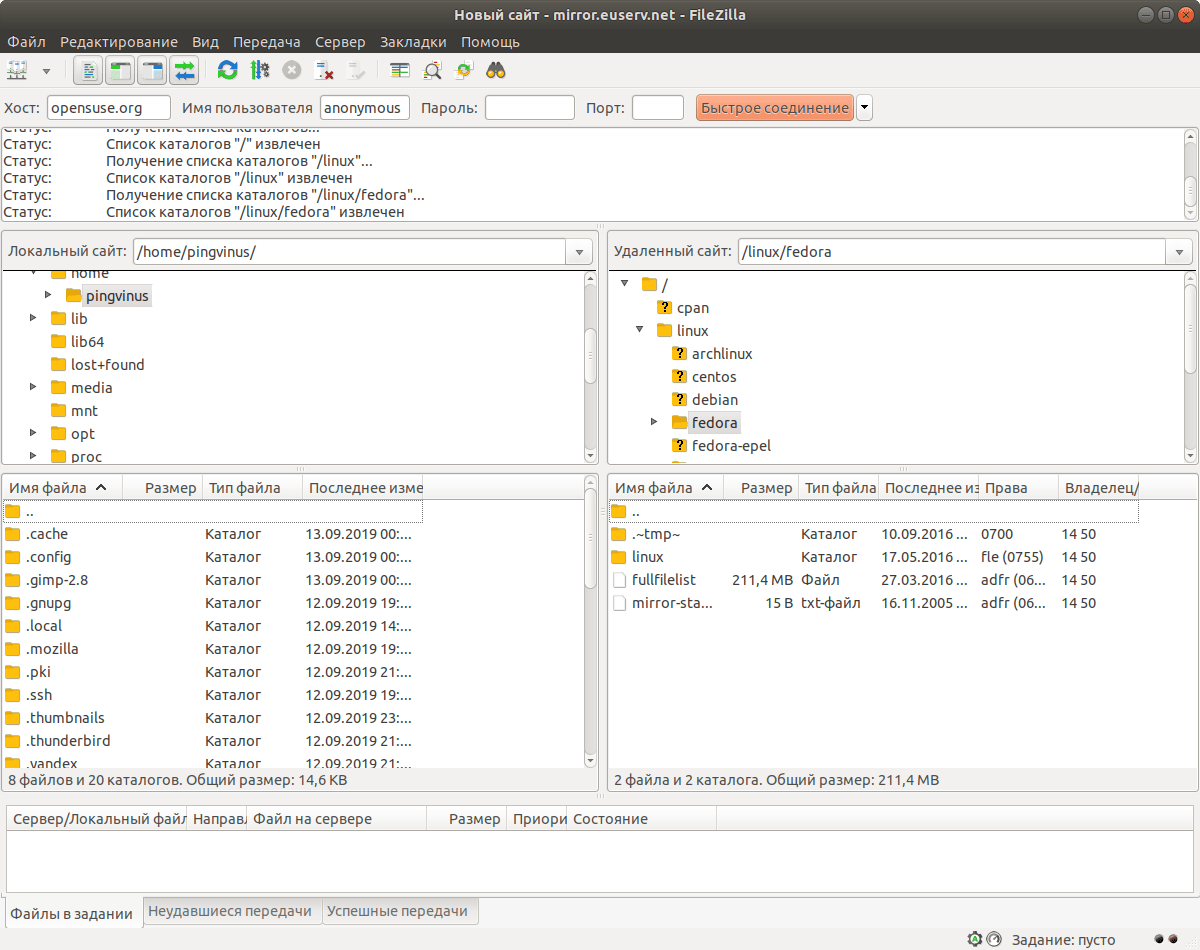 Новый сайт - mirror.euserv.net - FileZilla
Файл Редактирование Вид Передача Сервер Закладки Помощь
Хост: opensuse.org Имя пользователя anonymous Пароль: Порт: Быстрое соединение
Статус: Получение списка каталогов...
Статус: Список каталогов "/" извлечен
Статус: Получение списка каталогов "/linux"...
Статус: Список каталогов "/linux" извлечен
Статус: Получение списка каталогов "/linux/fedora"...
Статус: Список каталогов "/linux/fedora" извлечен
Локальный сайт: /home/pingvinus/
home
pingvinus
lib
lib64
lost+found
media
mnt
opt
proc
Удаленный сайт: /linux/fedora
/
? cpan
linux
? archlinux
? centos
? debian
fedora
? fedora-epel
Имя файла Размер Тип файла Последнее изме
..
.cache Каталог 13.09.2019 00:...
.config Каталог 13.09.2019 00:...
.gimp-2.8 Каталог 13.09.2019 00:...
.gnupg Каталог 12.09.2019 19:...
.local Каталог 12.09.2019 14:...
.mozilla Каталог 12.09.2019 19:...
.pki Каталог 12.09.2019 21:...
.ssh Каталог 12.09.2019 19:...
.thumbnails Каталог 12.09.2019 23:...
.thunderbird Каталог 12.09.2019 21:...
.yandex Каталог 12.09.2019 21:...
8 файлов и 20 каталогов. Общий размер: 14,6 KB
Имя файла Размер Тип файла Последнее из Права Владелец/
..
.~tmp~ Каталог 10.09.2016 ... 0700 14 50
linux Каталог 17.05.2016 ... fle (0755) 14 50
fullfilelist 211,4 MB Файл 27.03.2016 ... adfr (06... 14 50
mirror-sta... 15 B txt-файл 16.11.2005 ... adfr (06... 14 50
2 файла и 2 каталога. Общий размер: 211,4 MB
Сервер/Локальный файл Направл Файл на сервере Размер Приори Состояние
Файлы в задании Неудавшиеся передачи Успешные передачи
Задание: пусто